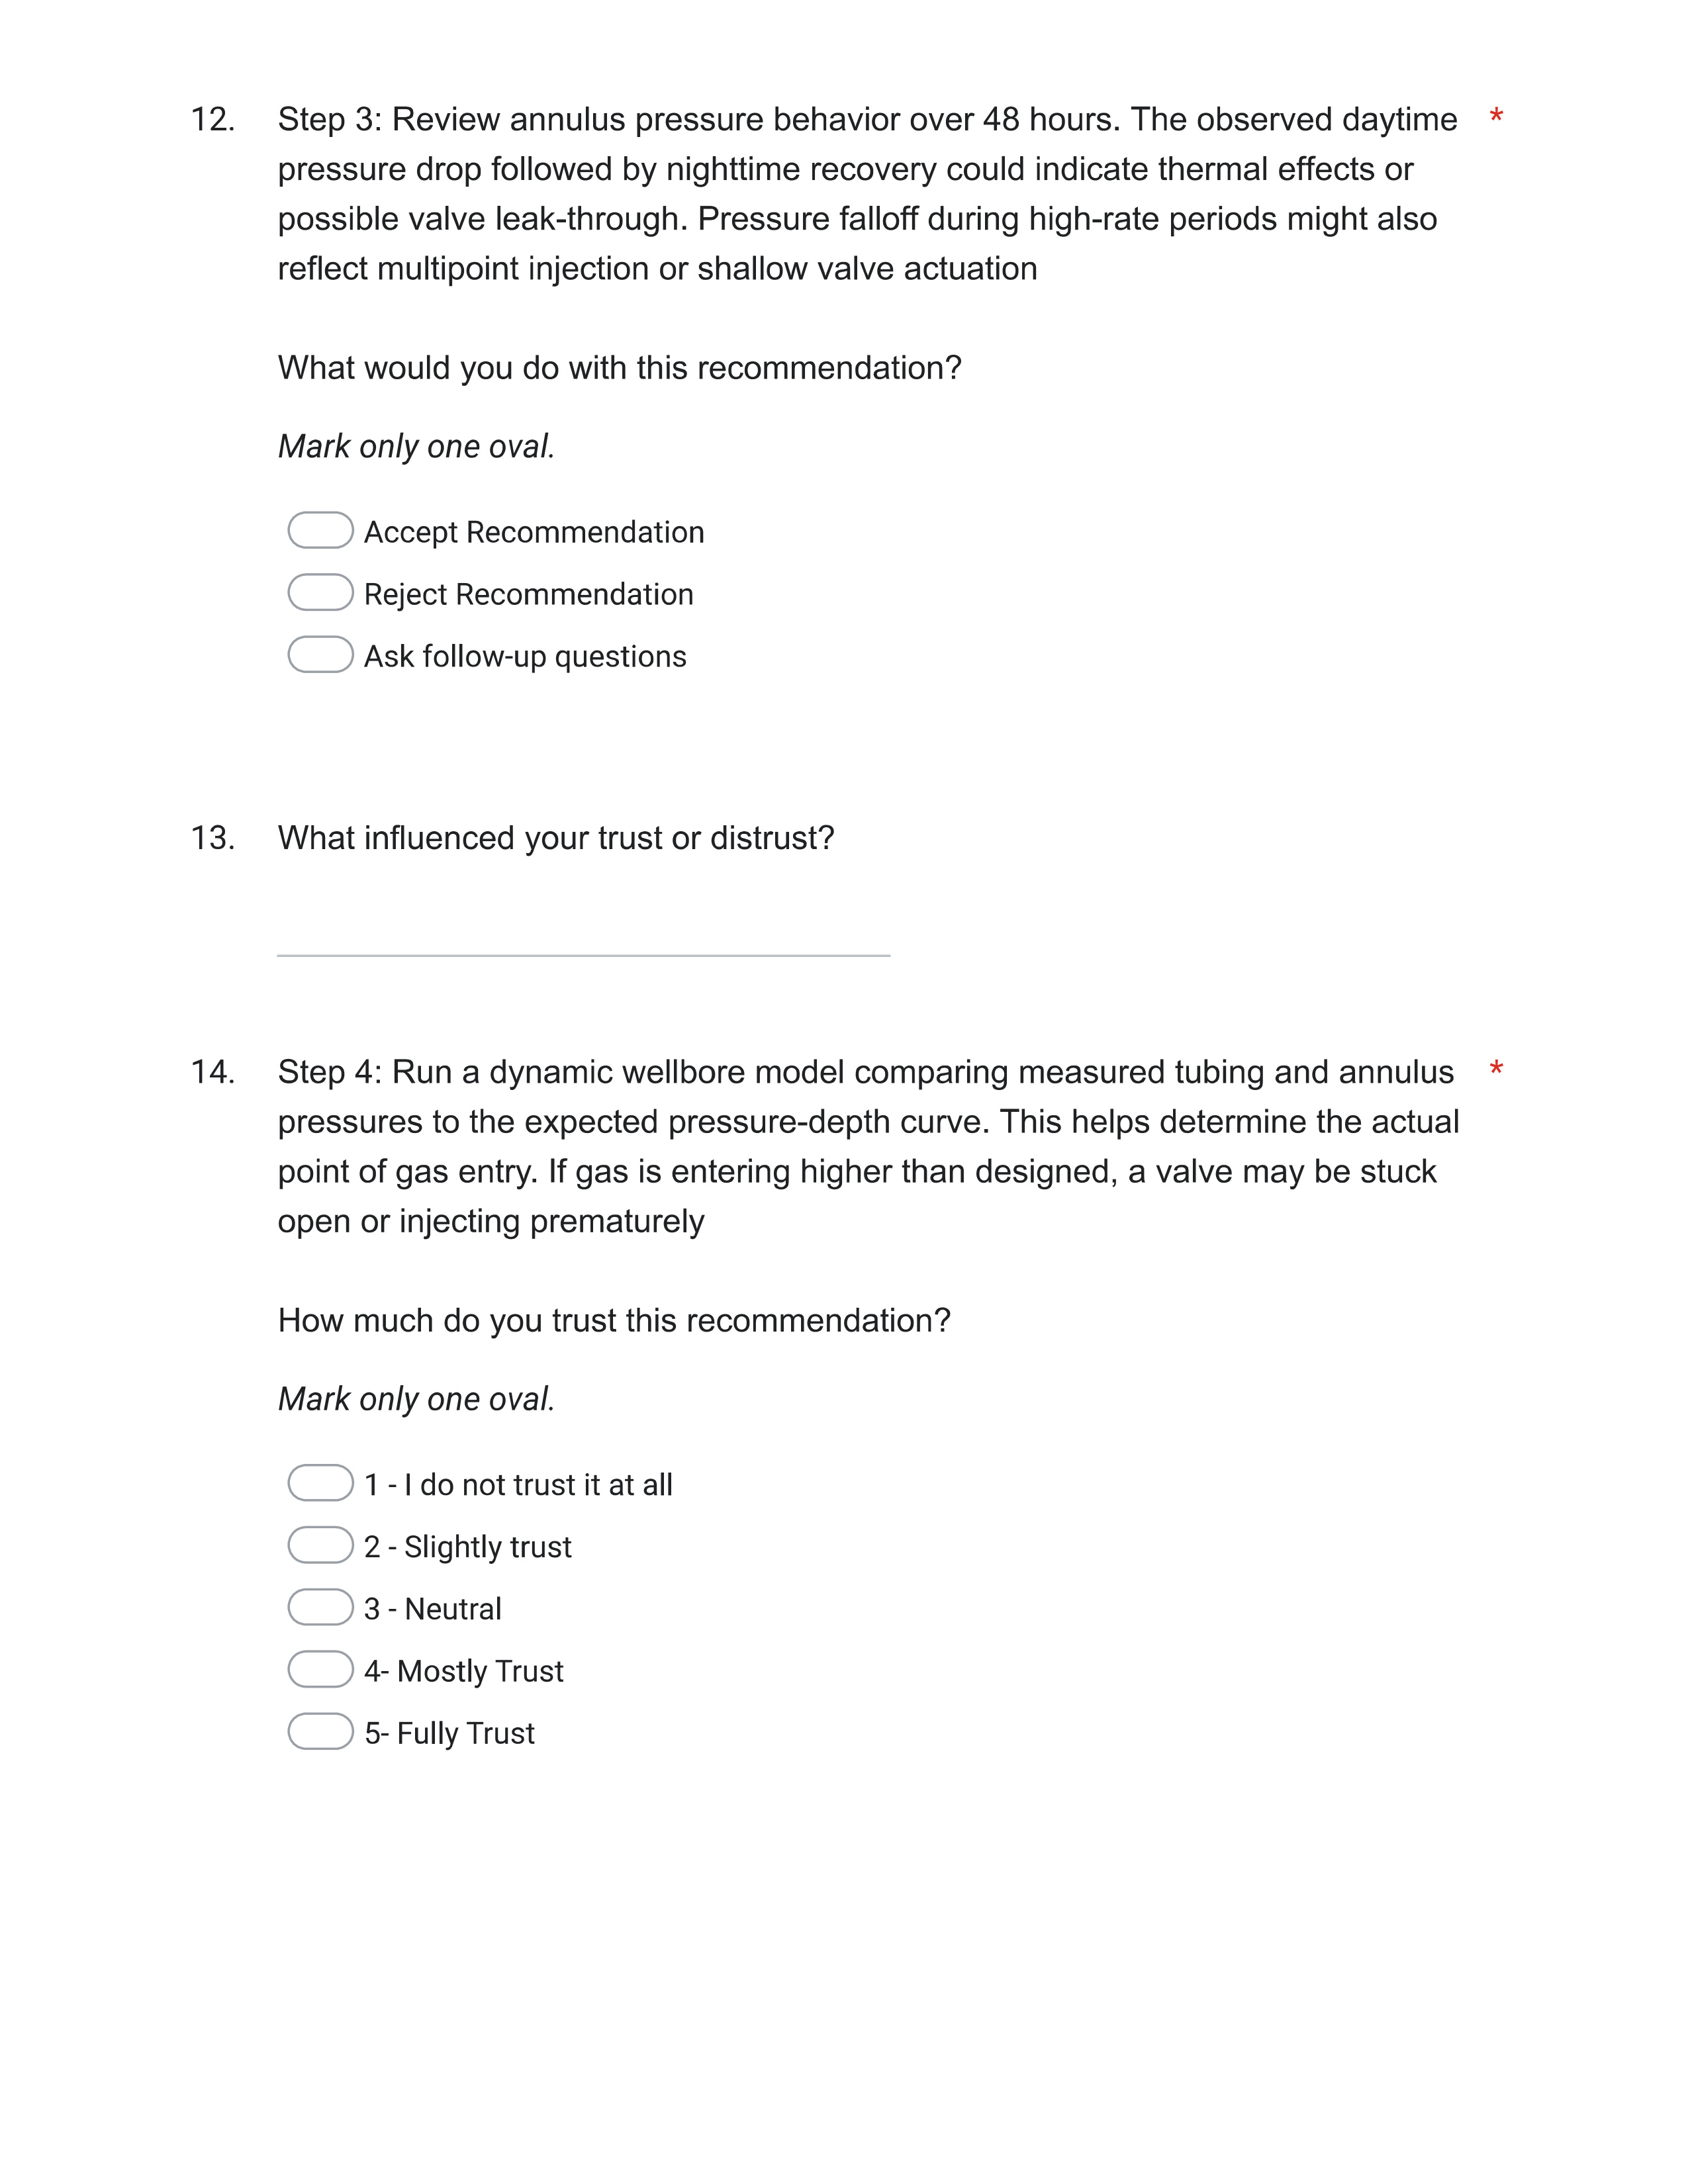 12. Step 3: Review annulus pressure behavior over 48 hours. The observed daytime *
pressure drop followed by nighttime recovery could indicate thermal effects or
possible valve leak-through. Pressure falloff during high-rate periods might also
reflect multipoint injection or shallow valve actuation
What would you do with this recommendation?
Mark only one oval.
Accept Recommendation
Reject Recommendation
Ask follow-up questions
13. What influenced your trust or distrust?
14. Step 4: Run a dynamic wellbore model comparing measured tubing and annulus *
pressures to the expected pressure-depth curve. This helps determine the actual
point of gas entry. If gas is entering higher than designed, a valve may be stuck
open or injecting prematurely
How much do you trust this recommendation?
Mark only one oval.
1 - I do not trust it at all
2 - Slightly trust
3 - Neutral
4- Mostly Trust
5- Fully Trust